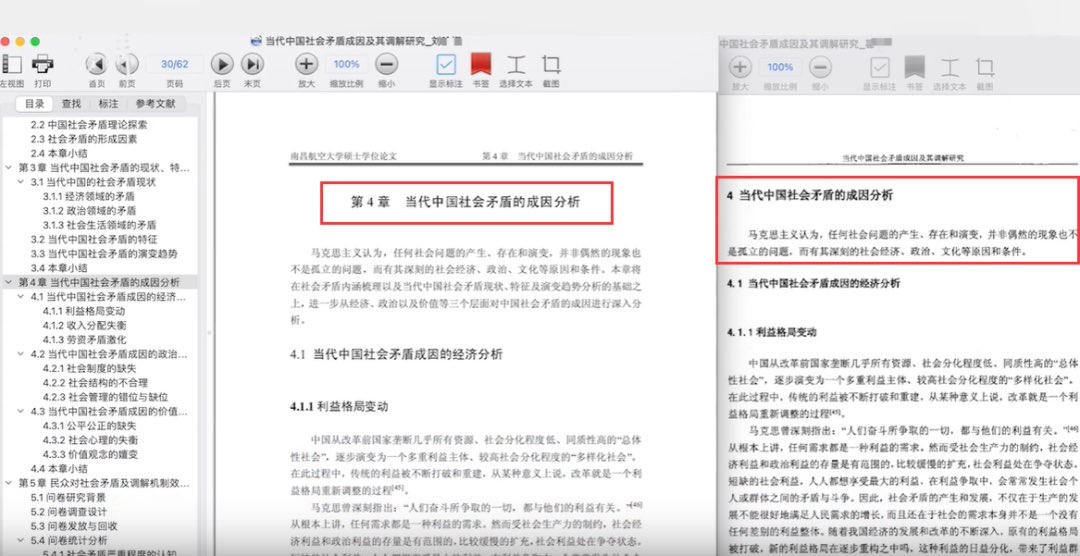 当代中国社会矛盾成因及其调解研究_刘
左视图 打印 首页 前页 30/62 页码 后页 末页 放大 100% 缩放比例 缩小 显示标注 书签 选择文本 截图
目录 查找 标注 参考文献
2.2 中国社会矛盾理论探索
2.3 社会矛盾的形成因素
2.4 本章小结
第3章 当代中国社会矛盾的现状、特...
3.1 当代中国的社会矛盾现状
3.1.1 经济领域的矛盾
3.1.2 政治领域的矛盾
3.1.3 社会生活领域的矛盾
3.2 当代中国社会矛盾的特征
3.3 当代中国社会矛盾的演变趋势
3.4 本章小结
第4章 当代中国社会矛盾的成因分析
4.1 当代中国社会矛盾成因的经济...
4.1.1 利益格局变动
4.1.2 收入分配失衡
4.1.3 劳资矛盾激化
4.2 当代中国社会矛盾成因的政治...
4.2.1 社会制度的缺失
4.2.2 社会结构的不合理
4.2.3 社会管理的错位与缺位
4.3 当代中国社会矛盾成因的价值...
4.3.1 公平公正的缺失
4.3.2 社会心理的失衡
4.3.3 价值观念的嬗变
4.4 本章小结
第5章 民众对社会矛盾及调解机制效...
5.1 问卷研究背景
5.2 问卷调查设计
5.3 问卷发放与回收
5.4 问卷统计分析
5.4.1 社会矛盾严重程度的认知
南昌航空大学硕士学位论文 第4章 当代中国社会矛盾的成因分析
第4章 当代中国社会矛盾的成因分析
马克思主义认为，任何社会问题的产生、存在和演变，并非偶然的现象也
不是孤立的问题，而有其深刻的社会经济、政治、文化等原因和条件。本章将
在社会矛盾内涵梳理以及当代中国社会矛盾现状、特征及演变趋势分析的基础之
上，进一步从经济、政治以及价值等三个层面对中国社会矛盾的成因进行深入分
析。
4.1 当代中国社会矛盾成因的经济分析
4.1.1 利益格局变动
中国从改革前国家垄断几乎所有资源、社会分化程度低、同质性高的“总体
性社会”，逐步演变为一个多重利益主体、较高社会分化程度的“多样化社会”。
在此过程中，传统的利益被不断打破和重建，从某种意义上说，改革就是一个利
益格局重新调整的过程[45]。
马克思曾深刻指出：“人们奋斗所争取的一切，都与他们的利益有关。”[46]
从根本上讲，任何需求都是一种利益的需求。然而受社会生产力的制约，社会经
济利益和政治利益的存量是有范围的，比较缓慢的扩充，社会利益处在争夺状态。
中国社会矛盾成因及其调解研究_
放大 100% 缩放比例 缩小 显示标注 书签 选择文本 截图
当代中国社会矛盾成因及其调解研究
4 当代中国社会矛盾的成因分析
马克思主义认为，任何社会问题的产生、存在和演变，并非偶然的现象也不
是孤立的问题，而有其深刻的社会经济、政治、文化等原因和条件。
4.1 当代中国社会矛盾成因的经济分析
4.1.1 利益格局变动
中国从改革前国家垄断几乎所有资源、社会分化程度低、同质性高的“总体
性社会”，逐步演变为一个多重利益主体、较高社会分化程度的“多样化社会”。
在此过程中，传统的利益被不断打破和重建，从某种意义上说，改革就是一个利
益格局重新调整的过程[45]。
马克思曾深刻指出：“人们奋斗所争取的一切，都与他们的利益有关。”[46]
从根本上讲，任何需求都是一种利益的需求。然而受社会生产力的制约，社会经
济利益和政治利益的存量是有范围的，比较缓慢的扩充，社会利益处在争夺状态。
短缺的社会利益，人人都想享受最大的利益，在利益争取中，会常常发生社会个
人或群体之间的矛盾与斗争。因此，社会矛盾的产生和发展，不仅在于生产的发
展不能很好地满足人民需求的增长，而且还在于社会的需求本身并不是一个没有
任何差别的利益整体。随着我国经济的发展和改革的不断深入，原有的利益格局
被打破，新的利益格局在逐步重构之中，这种利益的日益分化，带来了利益